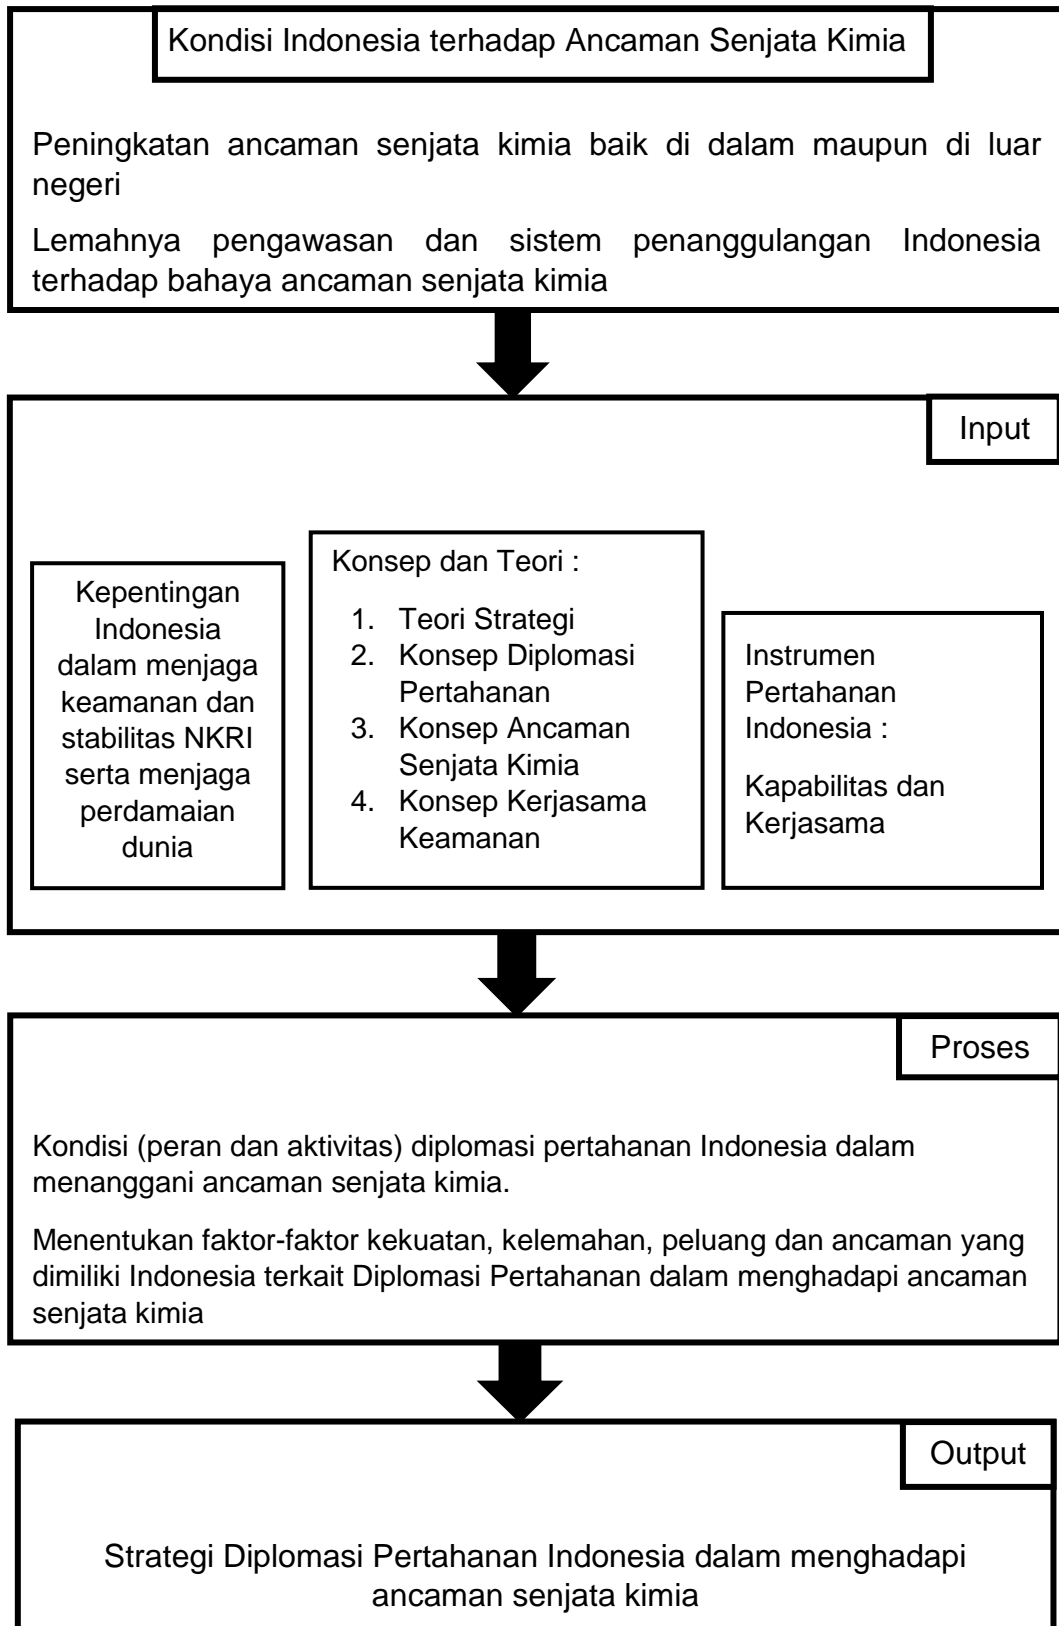 Kondisi Indonesia terhadap Ancaman Senjata Kimia
Peningkatan ancaman senjata kimia baik di dalam maupun di luar
negeri
Lemahnya pengawasan dan sistem penanggulangan Indonesia
terhadap bahaya ancaman senjata kimia
Input
Kepentingan
Indonesia
dalam menjaga
keamanan dan
stabilitas NKRI
serta menjaga
perdamaian
dunia
Konsep dan Teori :
1. Teori Strategi
2. Konsep Diplomasi
Pertahanan
3. Konsep Ancaman
Senjata Kimia
4. Konsep Kerjasama
Keamanan
Instrumen
Pertahanan
Indonesia :
Kapabilitas dan
Kerjasama
Proses
Kondisi (peran dan aktivitas) diplomasi pertahanan Indonesia dalam
menanggani ancaman senjata kimia.
Menentukan faktor-faktor kekuatan, kelemahan, peluang dan ancaman yang
dimiliki Indonesia terkait Diplomasi Pertahanan dalam menghadapi ancaman
senjata kimia
Output
Strategi Diplomasi Pertahanan Indonesia dalam menghadapi
ancaman senjata kimia